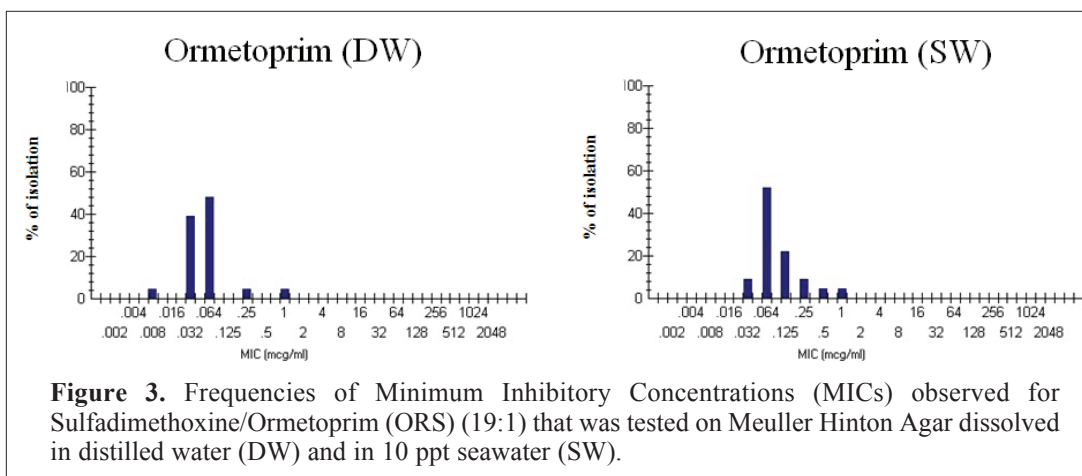 Ormetoprim (DW)
100
80
60
40
20
0
% of isolation
.004 .016 .064 .25 1 4 16 64 256 1024
.002 .008 .032 .125 .5 2 8 32 128 512 2048
MIC (mcg/ml)
Ormetoprim (SW)
100
80
60
40
20
0
% of isolation
.004 .016 .064 .25 1 4 16 64 256 1024
.002 .008 .032 .125 .5 2 8 32 128 512 2048
MIC (mcg/ml)
Figure 3. Frequencies of Minimum Inhibitory Concentrations (MICs) observed for
Sulfadimethoxine/Ormetoprim (ORS) (19:1) that was tested on Meuller Hinton Agar dissolved
in distilled water (DW) and in 10 ppt seawater (SW).